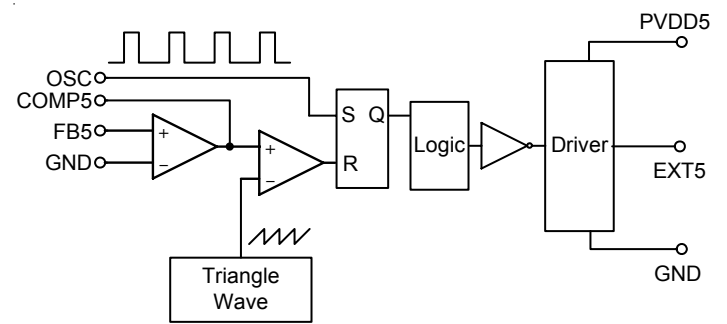 PVDD5
OSC
COMP5
FB5
GND
+
−
+
−
S Q
R
Logic
Driver
EXT5
GND
Triangle
Wave